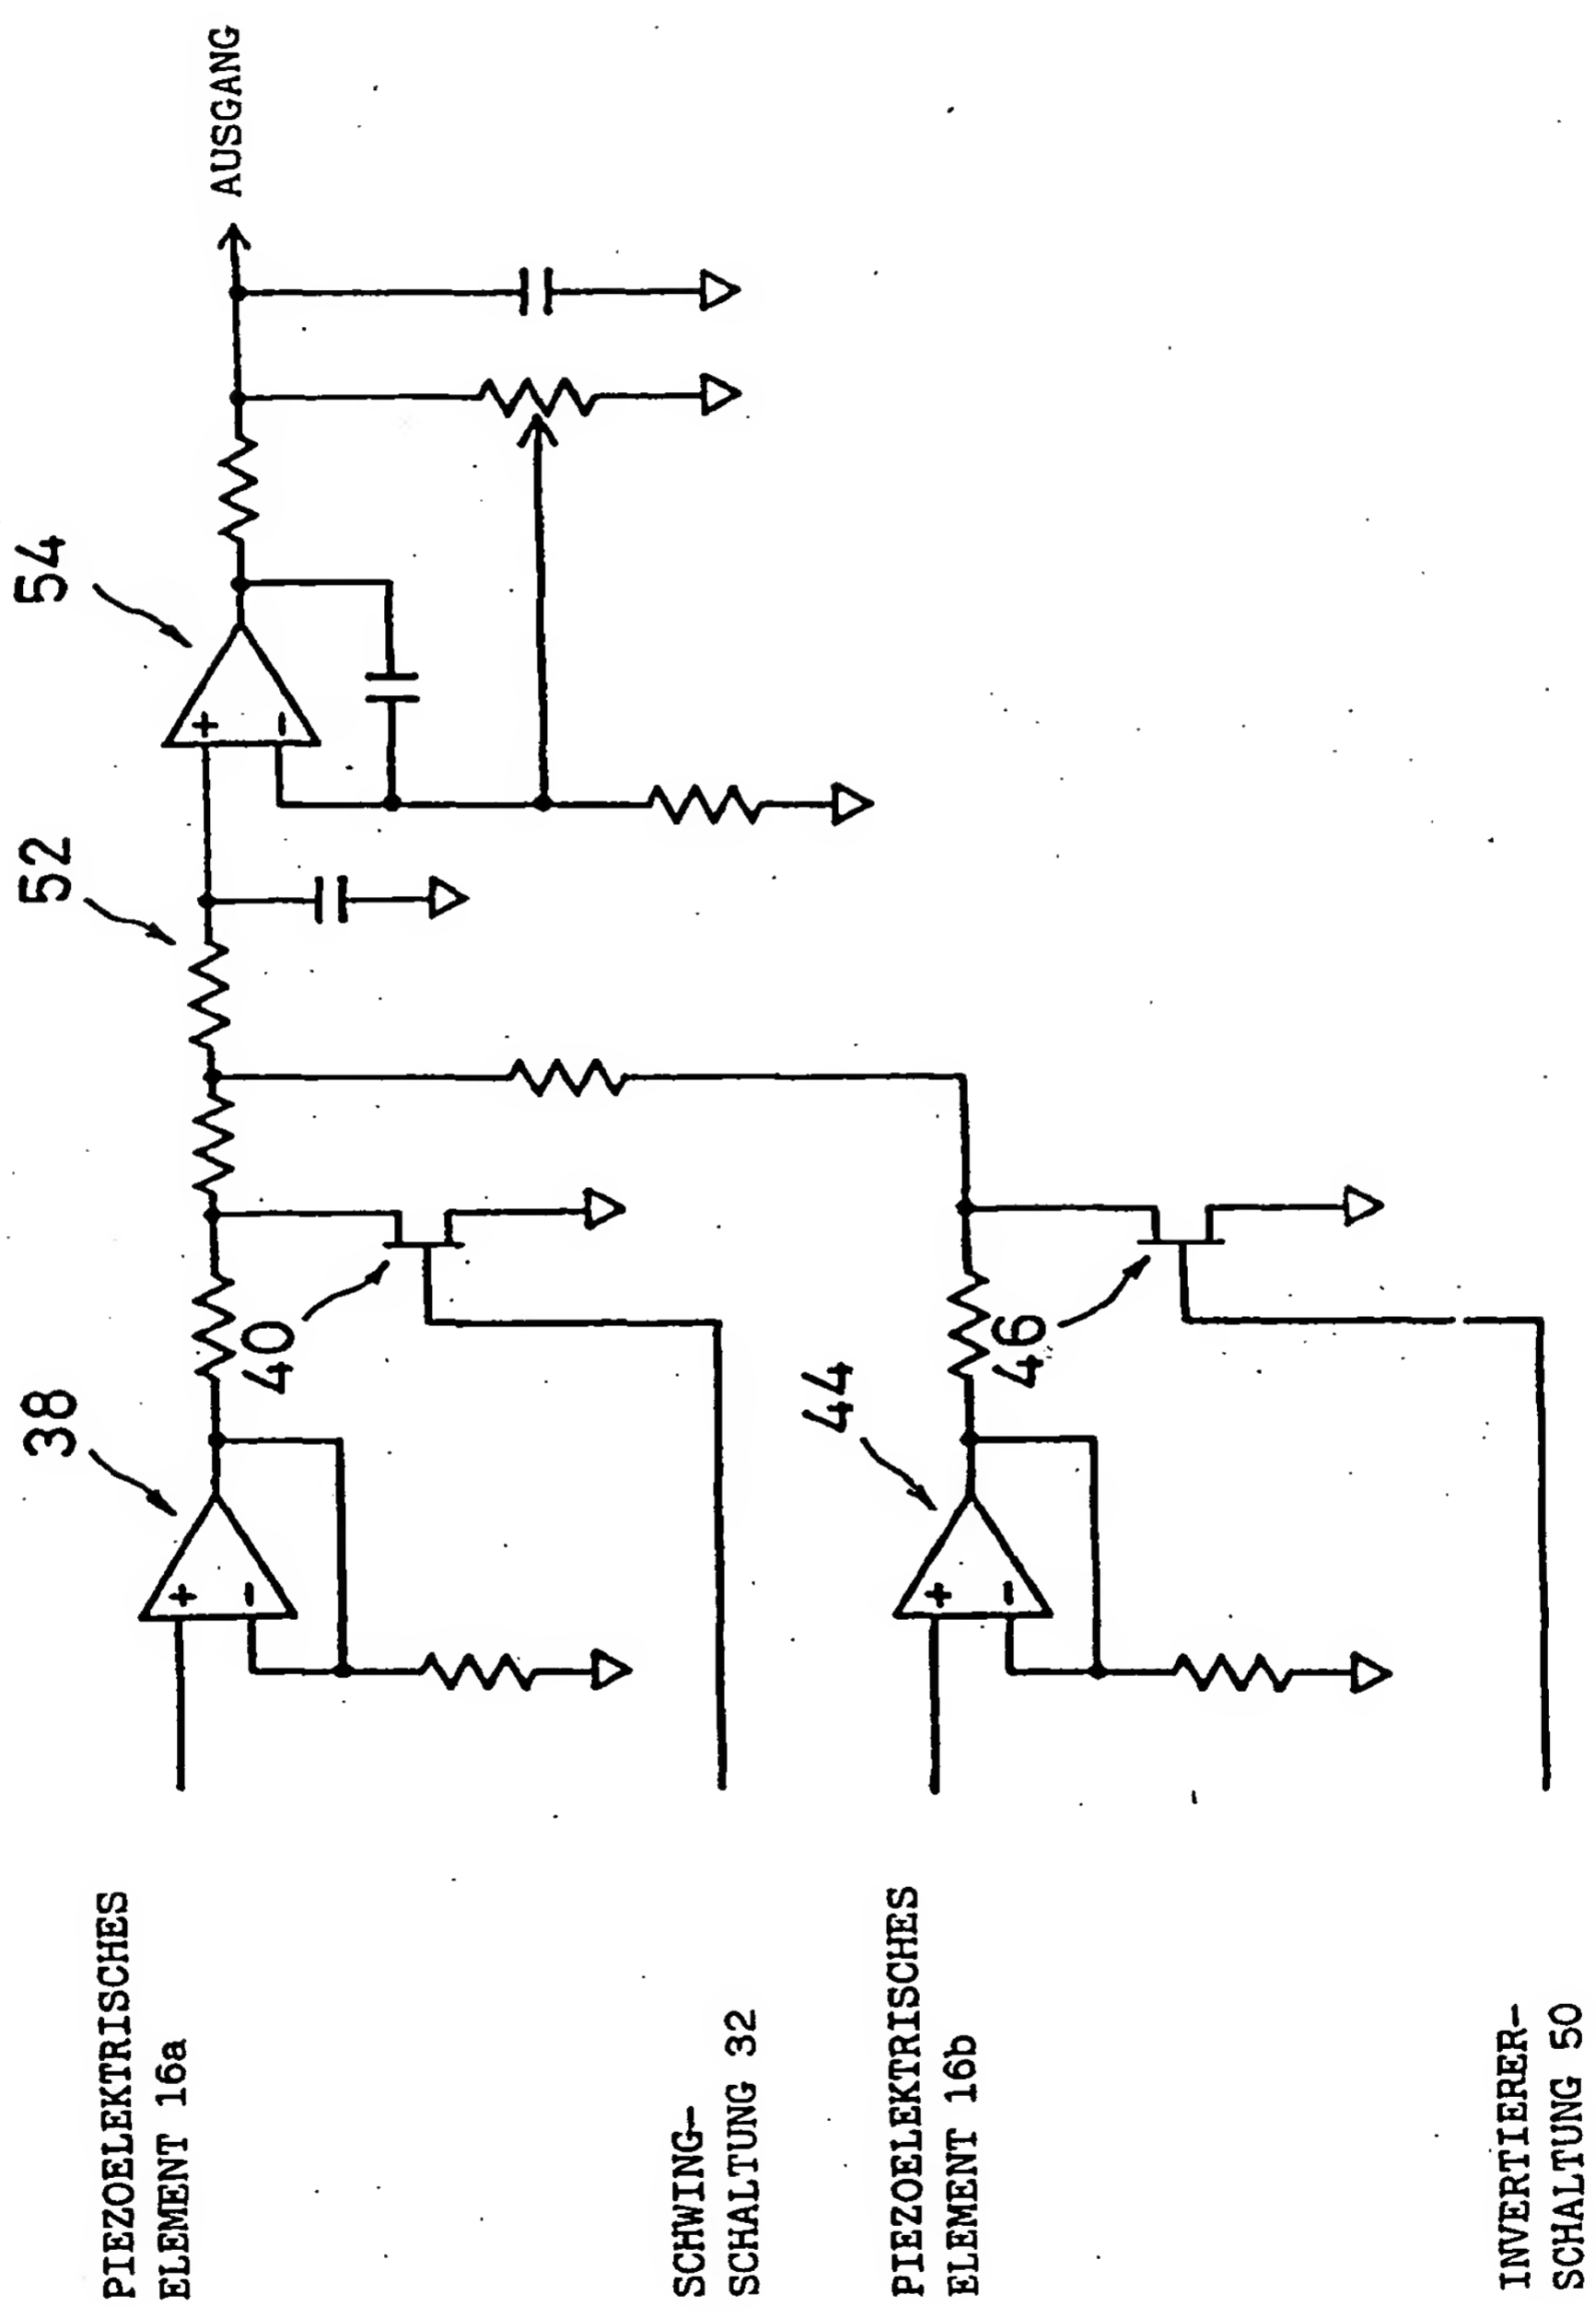 PIEZOELEKTRISCHES
ELEMENT 16a
SCHWING-
SCHALTUNG 32
PIEZOELEKTRISCHES
ELEMENT 16b
INVERTIERER-
SCHALTUNG 50
38
40
44
46
52
54
+
-
+
-
+
-
AUSGANG